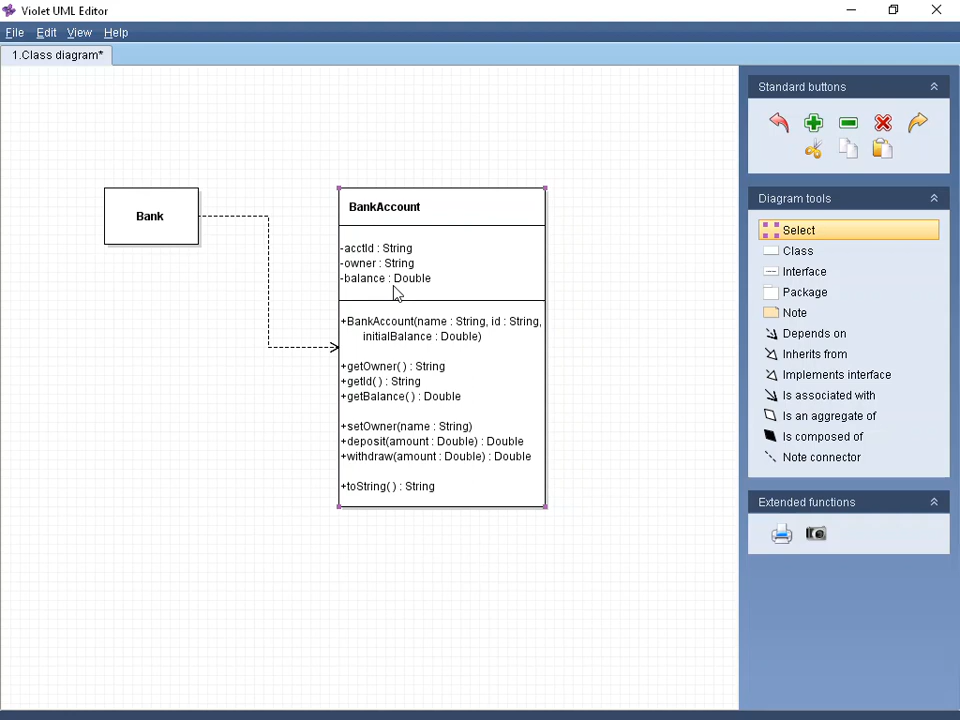 Violet UML Editor
File Edit View Help
1.Class diagram*
Bank
BankAccount
-acctId : String
-owner : String
-balance : Double
+BankAccount(name : String, id : String,
initialBalance : Double)
+getOwner( ) : String
+getId( ) : String
+getBalance( ) : Double
+setOwner(name : String)
+deposit(amount : Double) : Double
+withdraw(amount : Double) : Double
+toString( ) : String
Standard buttons
Diagram tools
Select
Class
Interface
Package
Note
Depends on
Inherits from
Implements interface
Is associated with
Is an aggregate of
Is composed of
Note connector
Extended functions